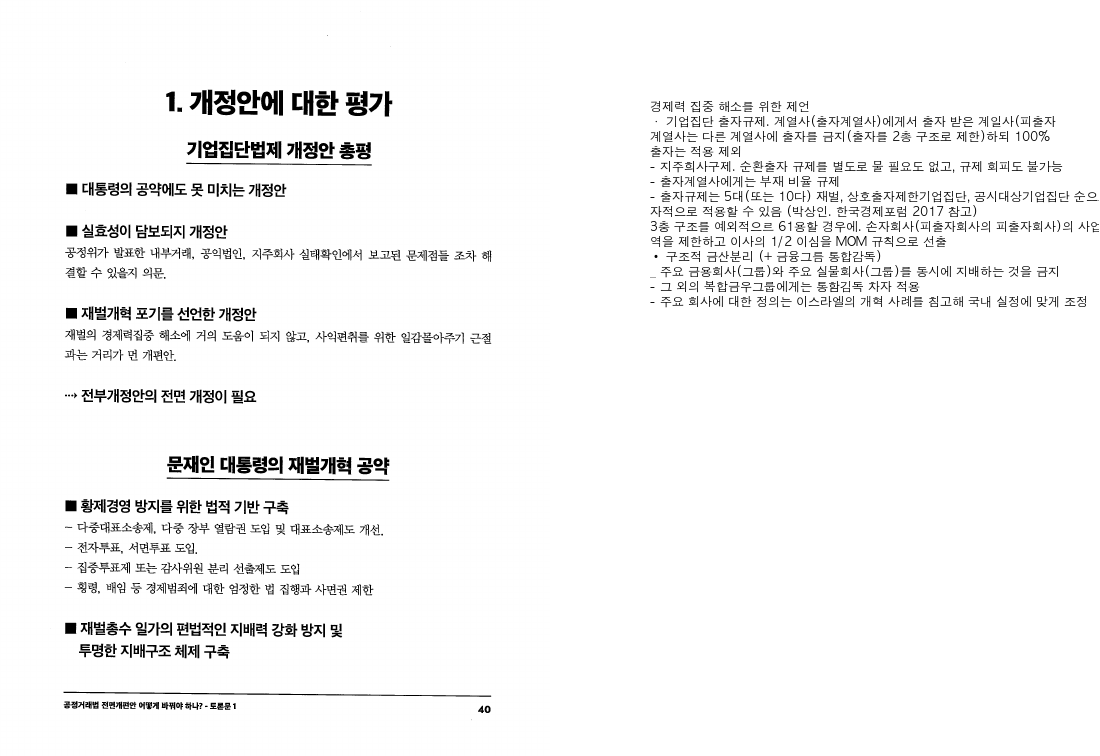 1. 개정안에 대한 평가
기업집단법제 개정안 총평
■ 대통령의 공약에도 못 미치는 개정안
■ 실효성이 담보되지 개정안
공정위가 발표한 내부거래, 공익법인, 지주회사 실태확인에서 보고된 문제점들 조차 해
결할 수 있을지 의문.
■ 재벌개혁 포기를 선언한 개정안
재벌의 경제력집중 해소에 거의 도움이 되지 않고, 사익편취를 위한 일감몰아주기 근절
과는 거리가 먼 개편안.
⇢ 전부개정안의 전면 개정이 필요
문재인 대통령의 재벌개혁 공약
■ 황제경영 방지를 위한 법적 기반 구축
– 다중대표소송제, 다중 장부 열람권 도입 및 대표소송제도 개선.
– 전자투표, 서면투표 도입.
– 집중투표제 또는 감사위원 분리 선출제도 도입
– 횡령, 배임 등 경제범죄에 대한 엄정한 법 집행과 사면권 제한
■ 재벌총수 일가의 편법적인 지배력 강화 방지 및
투명한 지배구조 체제 구축
공정거래법 전면개편안 어떻게 바꿔야 하나? - 토론문 1
40
경제력 집중 해소를 위한 제언
· 기업집단 출자규제. 계열사(출자계열사)에게서 출자 받은 계일사(피출자
계열사는 다른 계열사에 출자를 금지(출자를 2층 구조로 제한)하되 100%
출자는 적용 제외
- 지주희사구제. 순환출자 규제를 별도로 물 필요도 없고, 규제 회피도 불가능
- 출자계열사에게는 부재 비율 규제
- 출자규제는 5대(또는 10다) 재벌, 상호출자제한기업집단, 공시대상기업집단 순으
자적으로 적용할 수 있음 (박상인. 한국경제포럼 2017 참고)
3층 구조를 예외적으르 61용할 경우에. 손자회사(피출자회사의 피출자회사)의 사업
역을 제한하고 이사의 1/2 이심을 MOM 규칙으로 선출
• 구조적 금산분리 (+ 금융그름 통합감독)
_ 주요 금용회사(그룹)와 주요 실물회사(그룹)를 동시에 지배하는 것을 금지
- 그 외의 복합금우그룹에게는 통함김독 차자 적용
- 주요 회사에 대한 정의는 이스라엘의 개혁 사례를 침고해 국내 실정에 맞게 조정